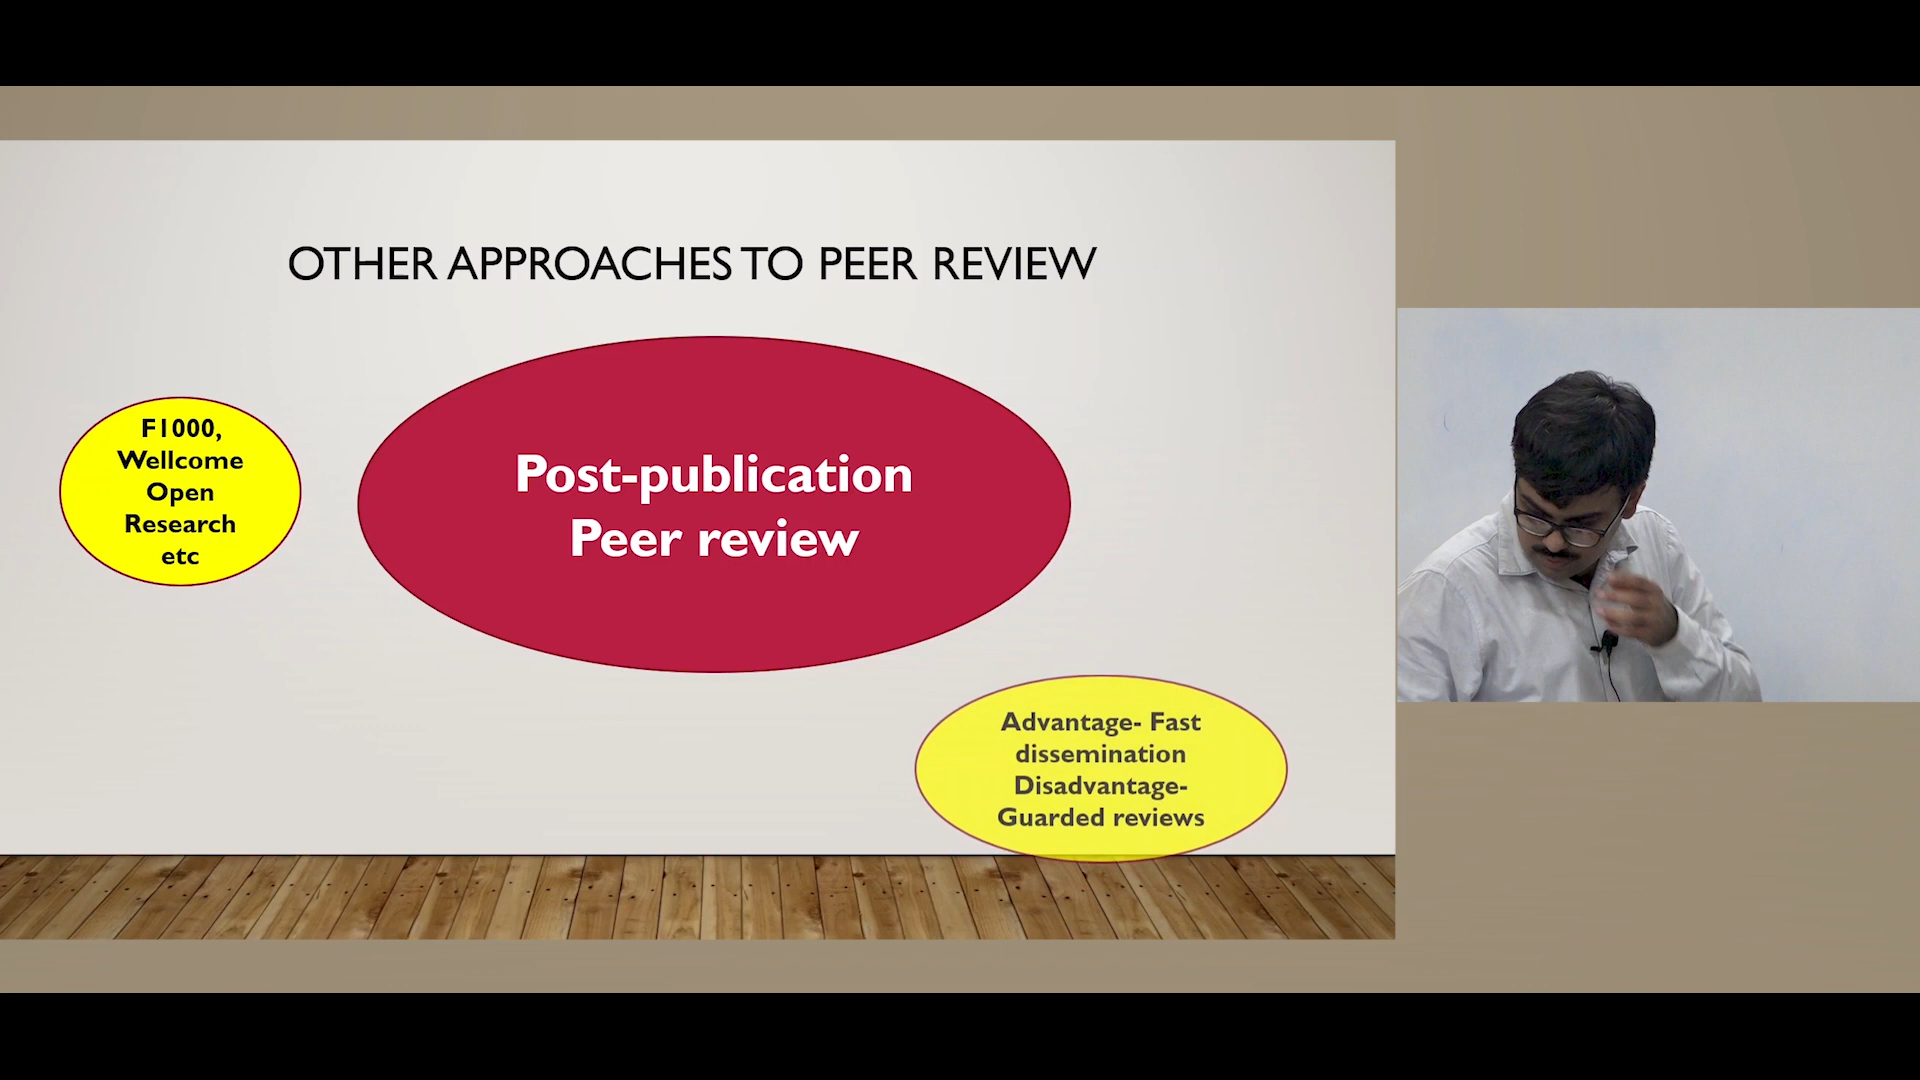 OTHER APPROACHES TO PEER REVIEW
F1000,
Wellcome
Open
Research
etc
Post-publication
Peer review
Advantage- Fast
dissemination
Disadvantage-
Guarded reviews